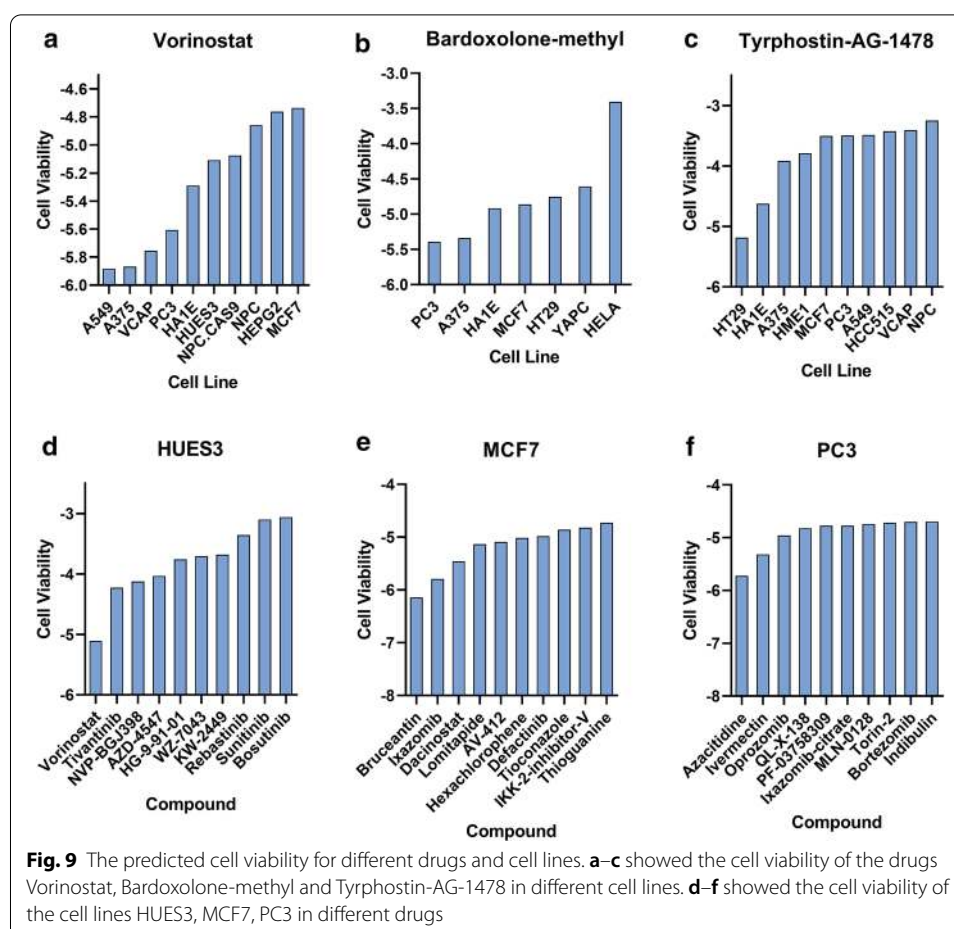 a
Vorinostat
Cell Viability
-4.6
-4.8
-5.0
-5.2
-5.4
-5.6
-5.8
-6.0
A549
A375
VCAP
PC3
HA1E
HUES3
NPC.CAS9
NPC
HEPG2
MCF7
Cell Line
b
Bardoxolone-methyl
Cell Viability
-3.0
-3.5
-4.0
-4.5
-5.0
-5.5
-6.0
PC3
A375
HA1E
MCF7
HT29
YAPC
HELA
Cell Line
c
Tyrphostin-AG-1478
Cell Viability
-3
-4
-5
-6
HT29
HA1E
A375
HME1
MCF7
PC3
A549
HCC515
VCAP
NPC
Cell Line
d
HUES3
Cell Viability
-3
-4
-5
-6
Vorinostat
Tivantinib
NVP-BGJ398
AZD-4547
HG-9-91-01
WZ-7043
KW-2449
Rebastinib
Sunitinib
Bosutinib
Compound
e
MCF7
Cell Viability
-4
-5
-6
-7
-8
Bruceantin
Ixazomib
Dacinostat
Lomitapide
AV-412
Hexachlorophene
Defactinib
Tioconazole
IKK-2-inhibitor-V
Thioguanine
Compound
f
PC3
Cell Viability
-4
-5
-6
-7
-8
Azacitidine
Ivermectin
Oprozomib
QL-X-138
PF-03758309
Ixazomib-citrate
MLN-0128
Torin-2
Bortezomib
Indibulin
Compound
Fig. 9 The predicted cell viability for different drugs and cell lines. a–c showed the cell viability of the drugs
Vorinostat, Bardoxolone-methyl and Tyrphostin-AG-1478 in different cell lines. d–f showed the cell viability of
the cell lines HUES3, MCF7, PC3 in different drugs